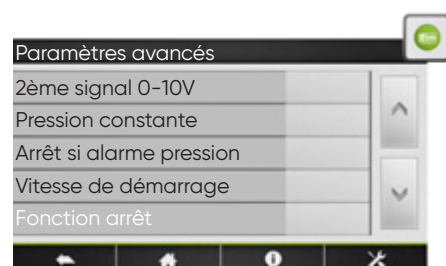 Paramètres avancés
2ème signal 0-10V
Pression constante
Arrêt si alarme pression
Vitesse de démarrage
Fonction arrêt